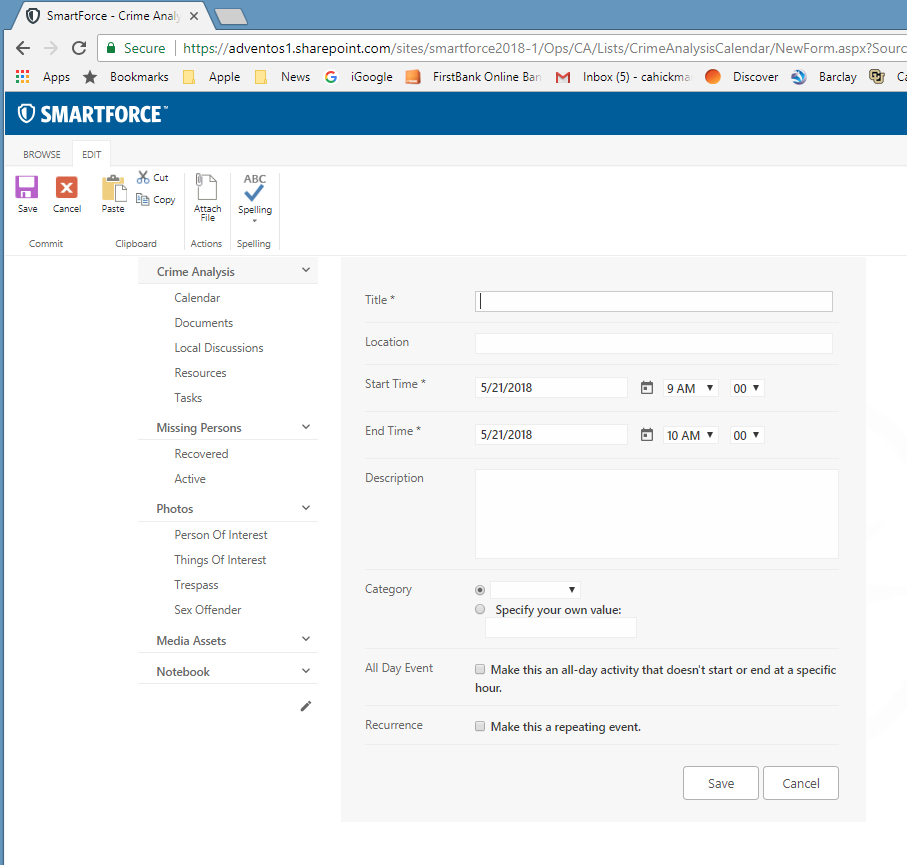 SmartForce - Crime Analy
Secure
https://adventos1.sharepoint.com/sites/smartforce2018-1/Ops/CA/Lists/CrimeAnalysisCalendar/NewForm.aspx?Sourc
Apps Bookmarks Apple News iGoogle FirstBank Online Ban Inbox (5) - cahickma Discover Barclay Ca
SMARTFORCE™
BROWSE EDIT
Save Cancel Paste Cut Copy Attach File ABC Spelling
Commit Clipboard Actions Spelling
Crime Analysis
Calendar
Documents
Local Discussions
Resources
Tasks
Missing Persons
Recovered
Active
Photos
Person Of Interest
Things Of Interest
Trespass
Sex Offender
Media Assets
Notebook
Title *
Location
Start Time * 5/21/2018 9 AM 00
End Time * 5/21/2018 10 AM 00
Description
Category
Specify your own value:
All Day Event Make this an all-day activity that doesn't start or end at a specific
hour.
Recurrence Make this a repeating event.
Save Cancel